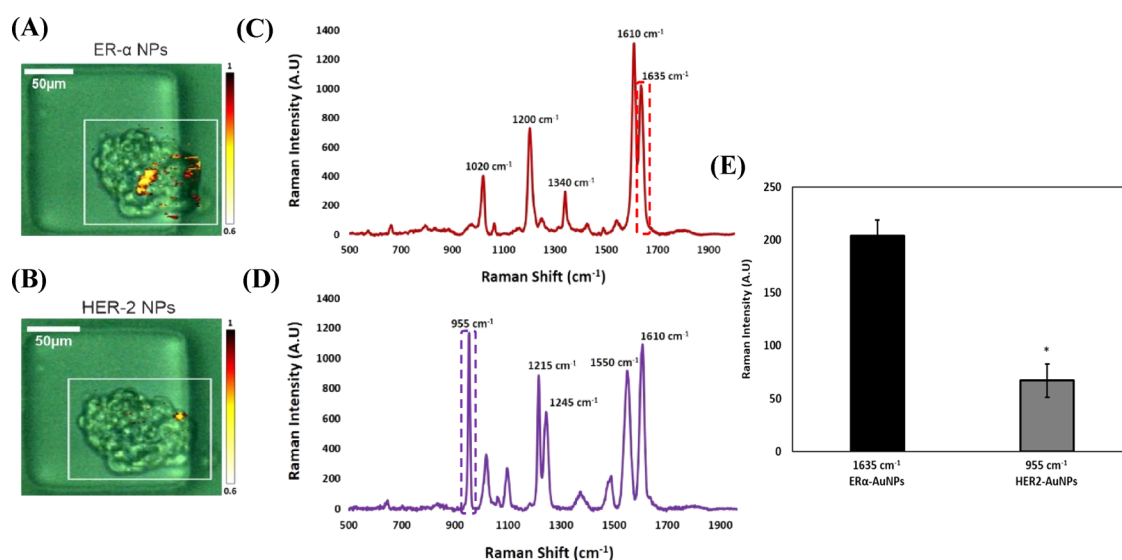 (A)
ER-α NPs
50µm
1
0.6
(B)
HER-2 NPs
50µm
1
0.6
(C)
1400
1200
1000
800
600
400
200
0
Raman Intensity (A.U)
1020 cm-1
1200 cm-1
1340 cm-1
1610 cm-1
1635 cm-1
500 700 900 1100 1300 1500 1700 1900
Raman Shift (cm-1)
(D)
1400
1200
1000
800
600
400
200
0
Raman Intensity (A.U)
955 cm-1
1215 cm-1
1245 cm-1
1550 cm-1
1610 cm-1
500 700 900 1100 1300 1500 1700 1900
Raman Shift (cm-1)
(E)
250
200
150
100
50
0
Raman Intensity (A.U)
*
1635 cm-1
ERα-AuNPs
955 cm-1
HER2-AuNPs